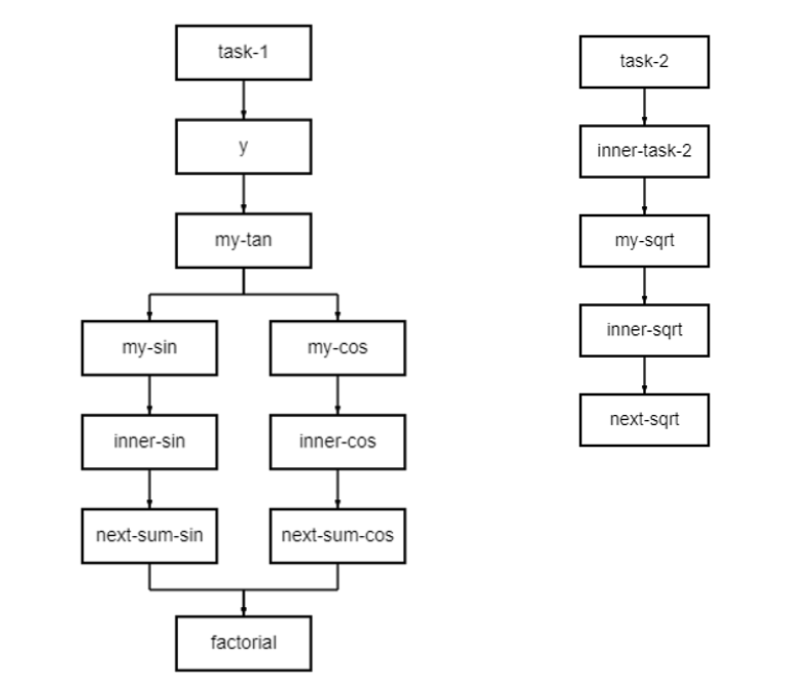 task-1
y
my-tan
my-sin
my-cos
inner-sin
inner-cos
next-sum-sin
next-sum-cos
factorial
task-2
inner-task-2
my-sqrt
inner-sqrt
next-sqrt